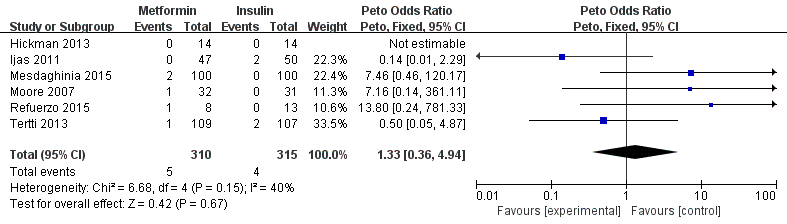 Metformin Insulin Peto Odds Ratio Peto Odds Ratio
Study or Subgroup Events Total Events Total Weight Peto, Fixed, 95% CI Peto, Fixed, 95% CI
Hickman 2013 0 14 0 14 Not estimable
Ijas 2011 0 47 2 50 22.3% 0.14 [0.01, 2.29]
Mesdaghinia 2015 2 100 0 100 22.3% 7.46 [0.46, 120.17]
Moore 2007 1 32 0 31 11.3% 7.16 [0.14, 361.11]
Refuerzo 2015 1 8 0 13 10.6% 13.80 [0.24, 781.33]
Tertti 2013 1 109 2 107 33.5% 0.50 [0.05, 4.87]
Total (95% CI) 310 315 100.0% 1.33 [0.36, 4.94]
Total events 5 4
Heterogeneity: Chi² = 6.68, df = 4 (P = 0.15); I² = 40%
Test for overall effect: Z = 0.42 (P = 0.67)
0.01 0.1 1 10 100
Favours [experimental] Favours [control]